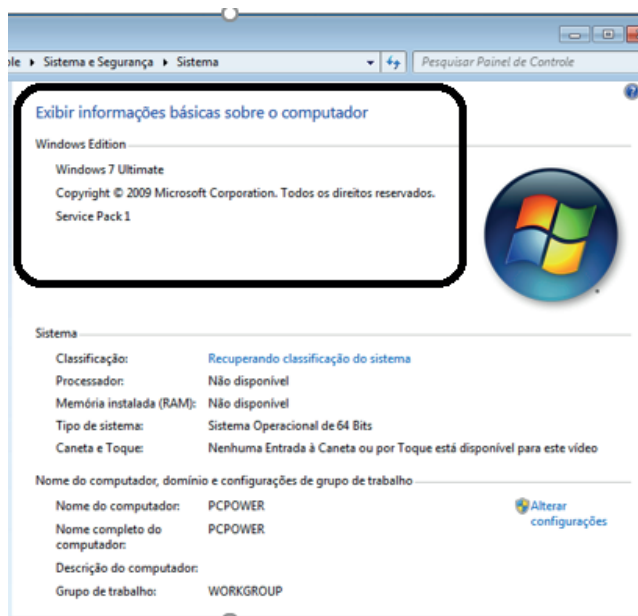 ole ▸ Sistema e Segurança ▸ Sistema
Pesquisar Painel de Controle
Exibir informações básicas sobre o computador
Windows Edition
Windows 7 Ultimate
Copyright © 2009 Microsoft Corporation. Todos os direitos reservados.
Service Pack 1
Sistema
Classificação: Recuperando classificação do sistema
Processador: Não disponível
Memória instalada (RAM): Não disponível
Tipo de sistema: Sistema Operacional de 64 Bits
Caneta e Toque: Nenhuma Entrada à Caneta ou por Toque está disponível para este vídeo
Nome do computador, domínio e configurações de grupo de trabalho
Nome do computador: PCPOWER
Alterar
configurações
Nome completo do
computador: PCPOWER
Descrição do computador:
Grupo de trabalho: WORKGROUP